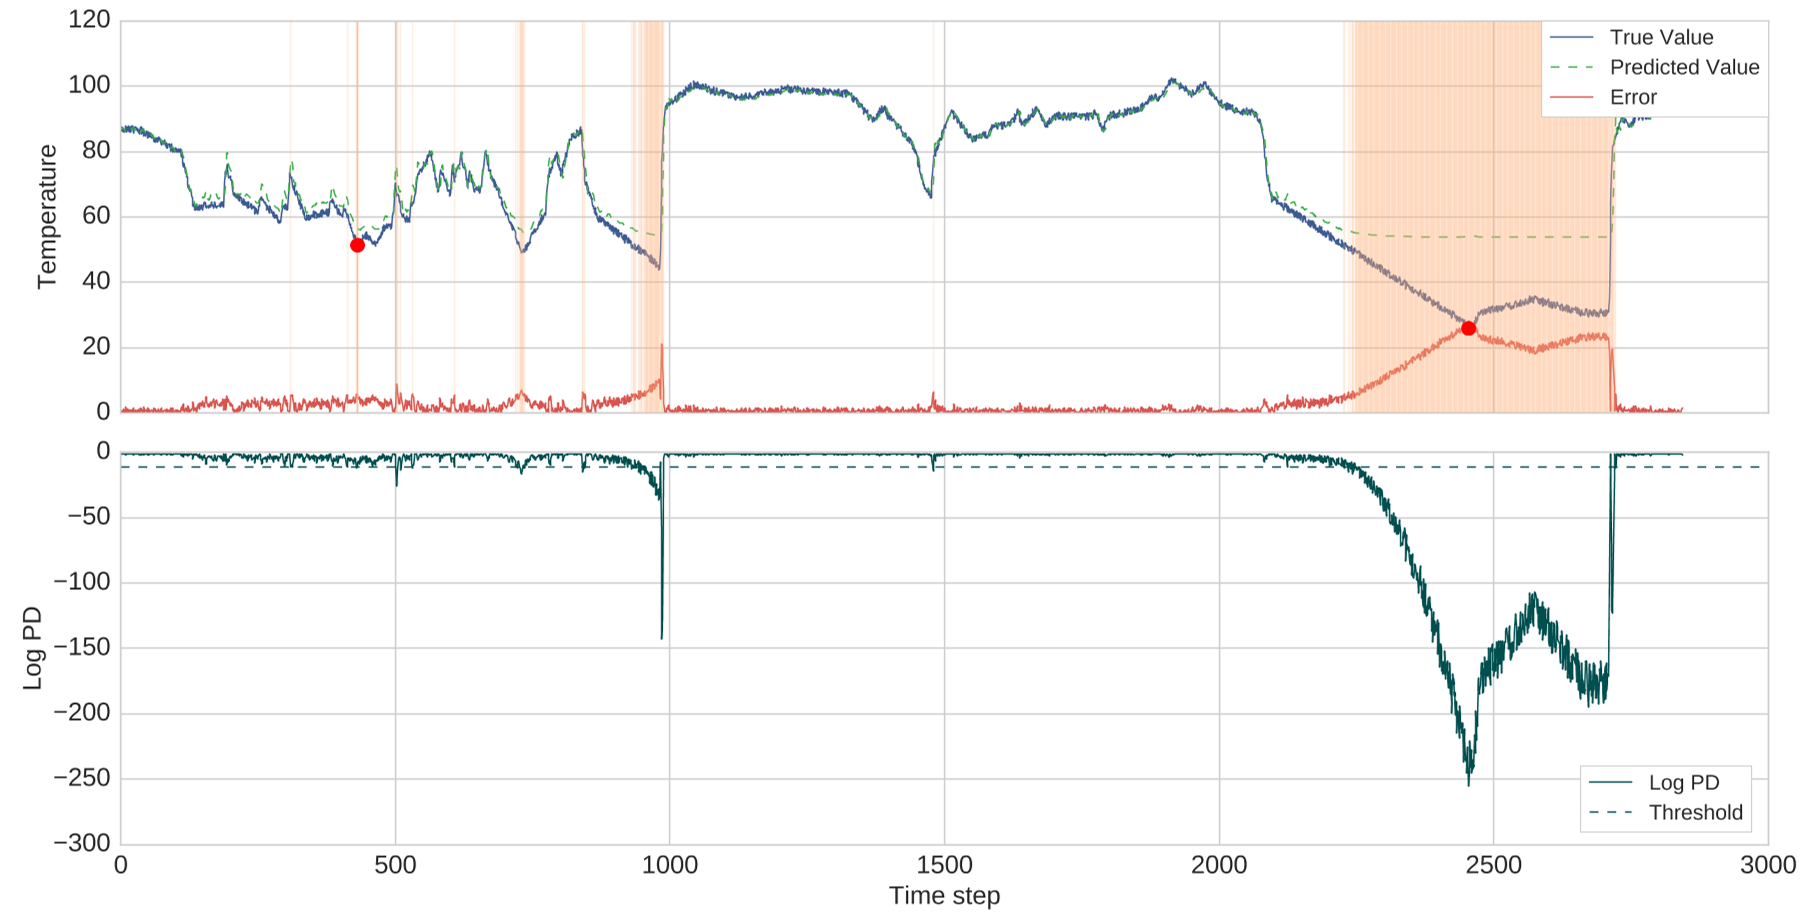 120
100
80
60
40
20
0
Temperature
True Value
Predicted Value
Error
0
−50
−100
−150
−200
−250
−300
Log PD
Log PD
Threshold
0 500 1000 1500 2000 2500 3000
Time step